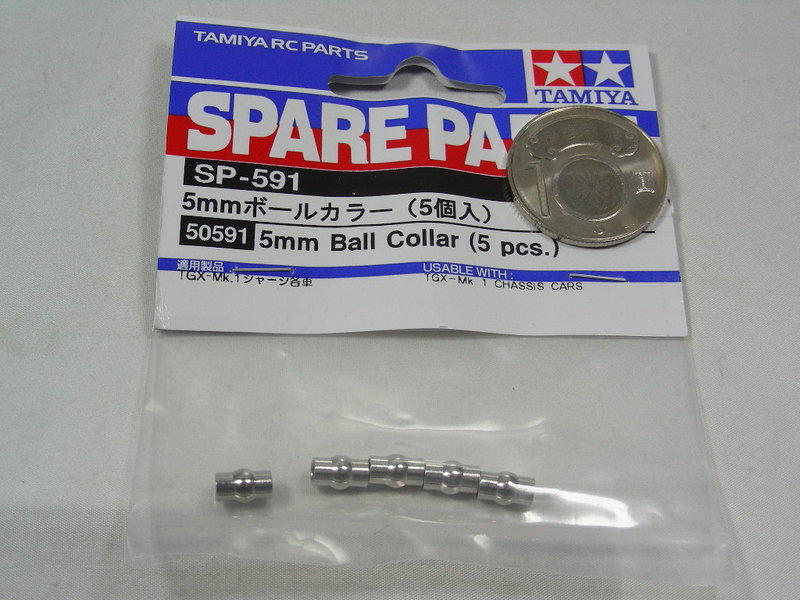 TAMIYA RC PARTS
TAMIYA
SPARE PA
SP-591
5mmボールカラー（5個入）
50591 5mm Ball Collar (5 pcs.)
適用製品
USABLE WITH :
TGX-Mk.1シャーシ各車
TGX-Mk 1 CHASSIS CARS